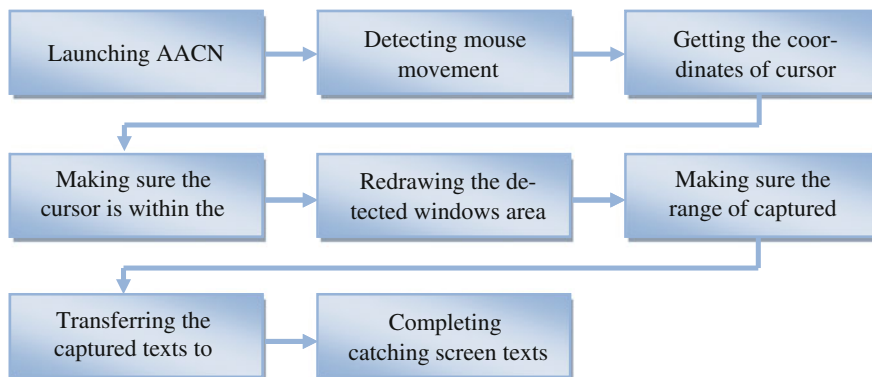 Launching AACN
Detecting mouse
movement
Getting the coor-
dinates of cursor
Making sure the
cursor is within the
Redrawing the de-
tected windows area
Making sure the
range of captured
Transferring the
captured texts to
Completing
catching screen texts